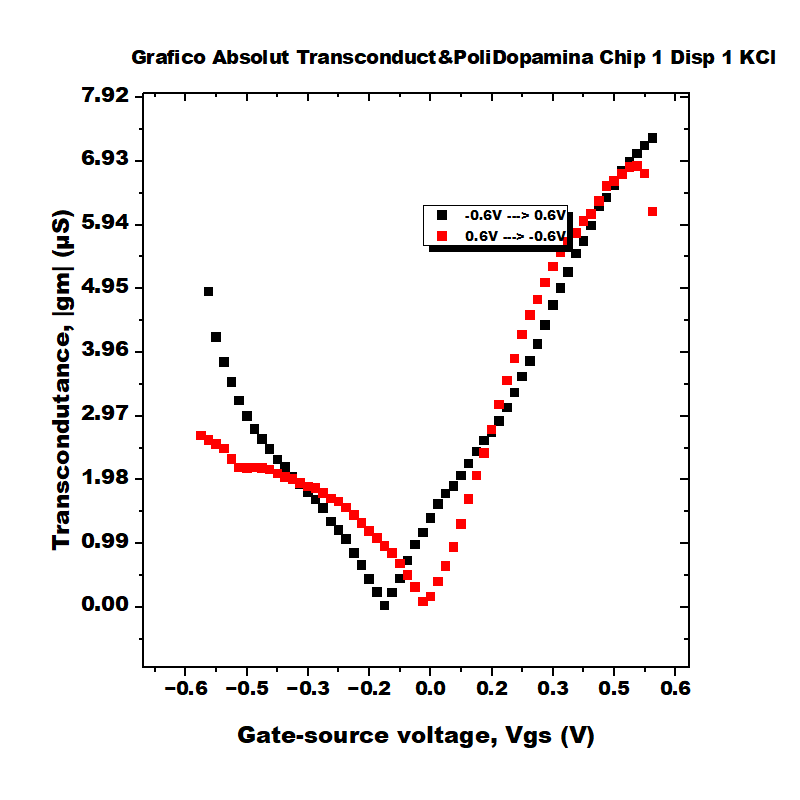 Grafico Absolut Transconduct&PoliDopamina Chip 1 Disp 1 KCl
7.92
6.93
5.94
4.95
3.96
2.97
1.98
0.99
0.00
Transcondutance, |gm| (µS)
-0.6V ---> 0.6V
0.6V ---> -0.6V
−0.6 −0.5 −0.3 −0.2 0.0 0.2 0.3 0.5 0.6
Gate-source voltage, Vgs (V)